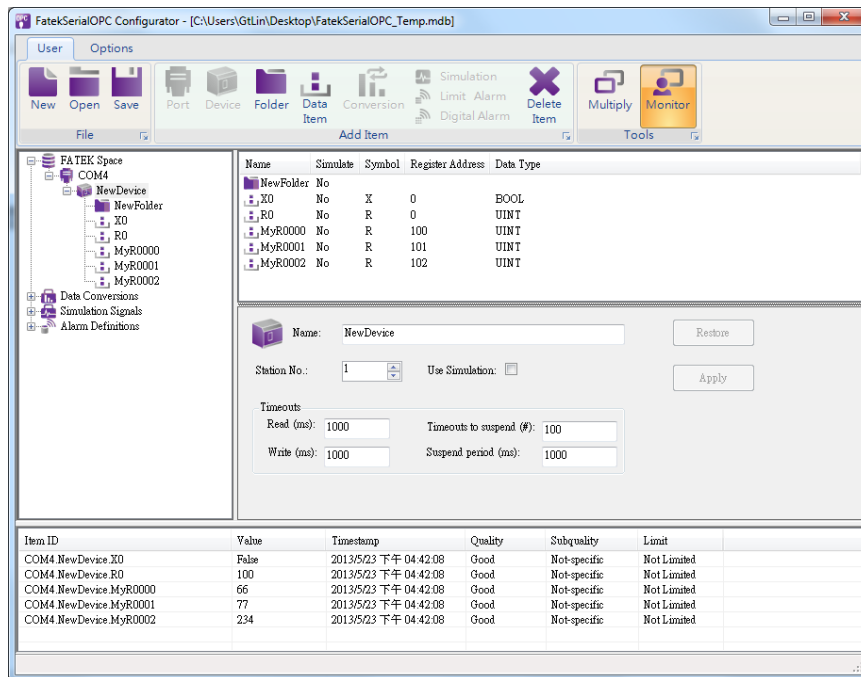 FatekSerialOPC Configurator - [C:\Users\GtLin\Desktop\FatekSerialOPC_Temp.mdb]
User Options
New Open Save Port Device Folder Data Item Conversion Simulation Limit Alarm Digital Alarm Delete Item Multiply Monitor
File Add Item Tools
FATEK Space
COM4
NewDevice
NewFolder
X0
R0
MyR0000
MyR0001
MyR0002
Data Conversions
Simulation Signals
Alarm Definitions
Name Simulate Symbol Register Address Data Type
NewFolder No
X0 No X 0 BOOL
R0 No R 0 UINT
MyR0000 No R 100 UINT
MyR0001 No R 101 UINT
MyR0002 No R 102 UINT
Name: NewDevice Restore
Station No.: 1 Use Simulation: Apply
Timeouts
Read (ms): 1000 Timeouts to suspend (#): 100
Write (ms): 1000 Suspend period (ms): 1000
Item ID Value Timestamp Quality Subquality Limit
COM4.NewDevice.X0 False 2013/5/23 下午 04:42:08 Good Not-specific Not Limited
COM4.NewDevice.R0 100 2013/5/23 下午 04:42:08 Good Not-specific Not Limited
COM4.NewDevice.MyR0000 66 2013/5/23 下午 04:42:08 Good Not-specific Not Limited
COM4.NewDevice.MyR0001 77 2013/5/23 下午 04:42:08 Good Not-specific Not Limited
COM4.NewDevice.MyR0002 234 2013/5/23 下午 04:42:08 Good Not-specific Not Limited